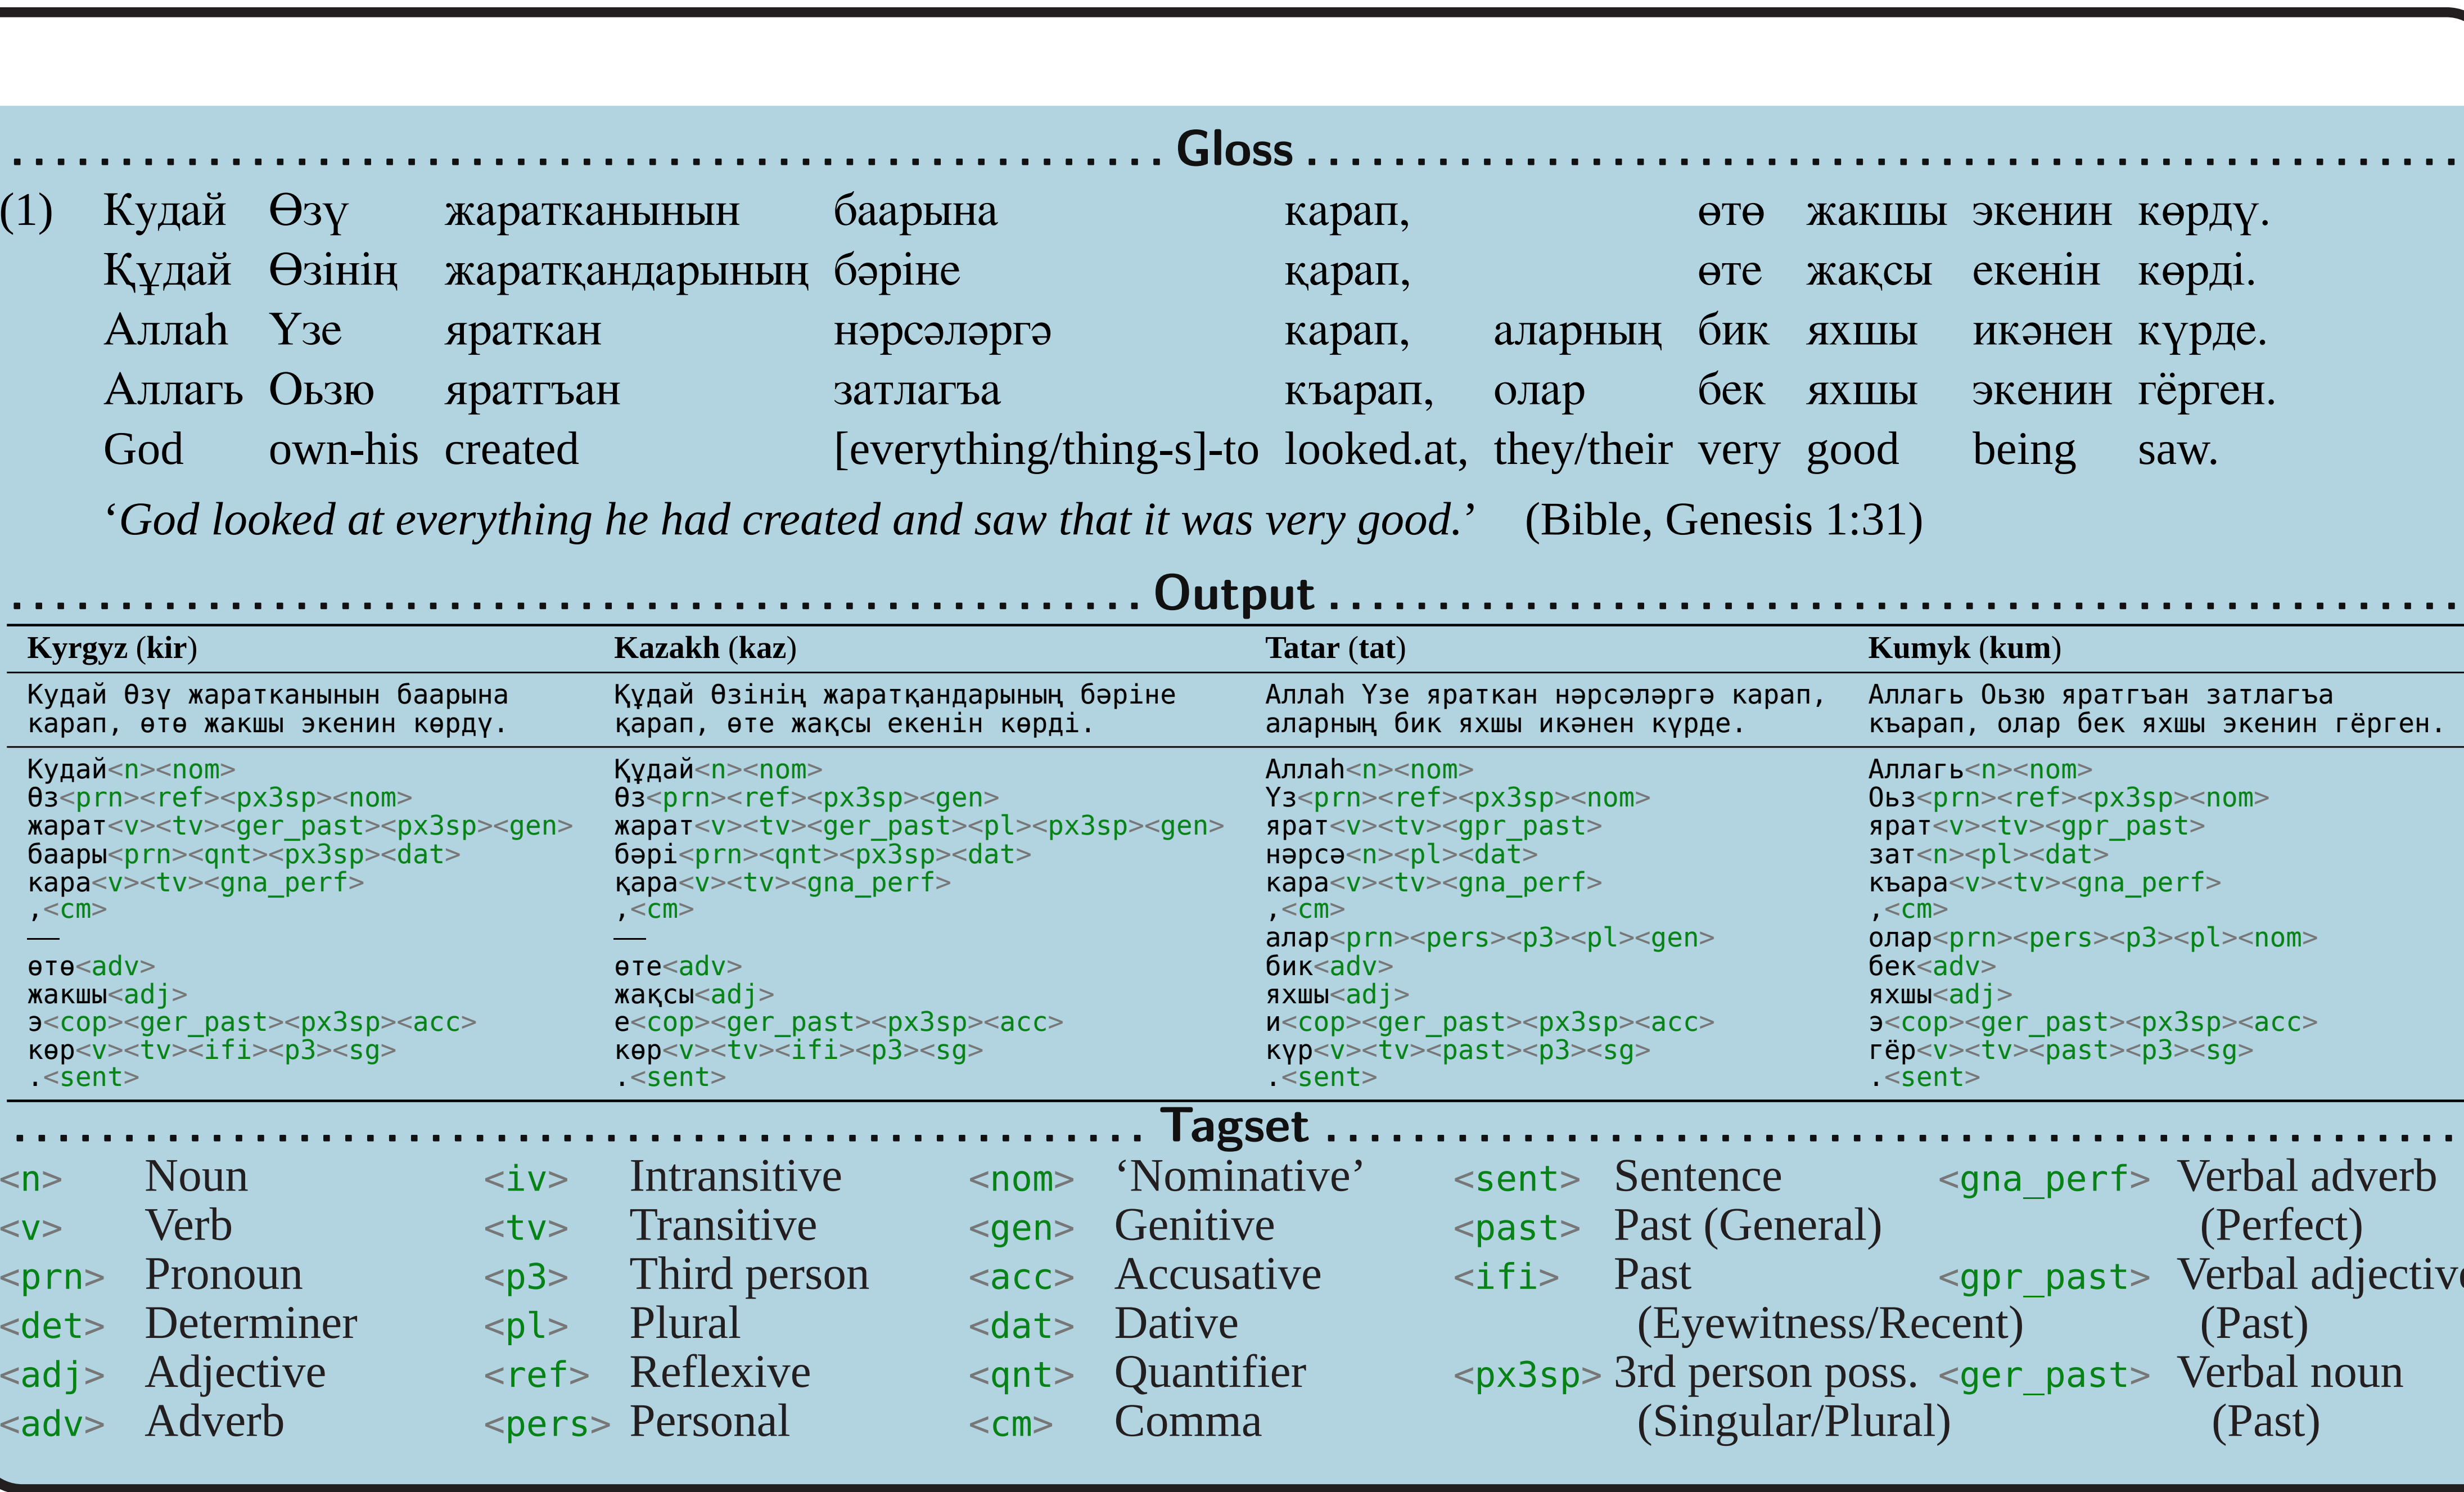 Gloss
(1) Кудай Өзү жаратканынын баарына карап, өтө жакшы экенин көрдү.
Құдай Өзінің жаратқандарының бәріне қарап, өте жақсы екенін көрді.
Аллаһ Үзе яраткан нәрсәләргә карап, аларның бик яхшы икәнен күрде.
Аллагь Оьзю яратгъан затлагъа къарап, олар бек яхшы экенин гёрген.
God own-his created [everything/thing-s]-to looked.at, they/their very good being saw.
‘God looked at everything he had created and saw that it was very good.’ (Bible, Genesis 1:31)
Output
Kyrgyz (kir) Kazakh (kaz) Tatar (tat) Kumyk (kum)
Кудай Өзү жаратканынын баарына Құдай Өзінің жаратқандарының бәріне Аллаһ Үзе яраткан нәрсәләргә карап, Аллагь Оьзю яратгъан затлагъа
карап, өтө жакшы экенин көрдү. қарап, өте жақсы екенін көрді. аларның бик яхшы икәнен күрде. къарап, олар бек яхшы экенин гёрген.
Кудай<n><nom> Құдай<n><nom> Аллаһ<n><nom> Аллагь<n><nom>
Өз<prn><ref><px3sp><nom> Өз<prn><ref><px3sp><gen> Үз<prn><ref><px3sp><nom> Оьз<prn><ref><px3sp><nom>
жарат<v><tv><ger_past><px3sp><gen> жарат<v><tv><ger_past><pl><px3sp><gen> ярат<v><tv><gpr_past> ярат<v><tv><gpr_past>
баары<prn><qnt><px3sp><dat> бәрі<prn><qnt><px3sp><dat> нәрсә<n><pl><dat> зат<n><pl><dat>
кара<v><tv><gna_perf> қара<v><tv><gna_perf> кара<v><tv><gna_perf> къара<v><tv><gna_perf>
,<cm> ,<cm> ,<cm> ,<cm>
— — алар<prn><pers><p3><pl><gen> олар<prn><pers><p3><pl><nom>
өтө<adv> өте<adv> бик<adv> бек<adv>
жакшы<adj> жақсы<adj> яхшы<adj> яхшы<adj>
э<cop><ger_past><px3sp><acc> е<cop><ger_past><px3sp><acc> и<cop><ger_past><px3sp><acc> э<cop><ger_past><px3sp><acc>
көр<v><tv><ifi><p3><sg> көр<v><tv><ifi><p3><sg> күр<v><tv><past><p3><sg> гёр<v><tv><past><p3><sg>
.<sent> .<sent> .<sent> .<sent>
Tagset
<n> Noun <iv> Intransitive <nom> ‘Nominative’ <sent> Sentence <gna_perf> Verbal adverb
<v> Verb <tv> Transitive <gen> Genitive <past> Past (General) (Perfect)
<prn> Pronoun <p3> Third person <acc> Accusative <ifi> Past <gpr_past> Verbal adjective
<det> Determiner <pl> Plural <dat> Dative (Eyewitness/Recent) (Past)
<adj> Adjective <ref> Reflexive <qnt> Quantifier <px3sp> 3rd person poss. <ger_past> Verbal noun
<adv> Adverb <pers> Personal <cm> Comma (Singular/Plural) (Past)